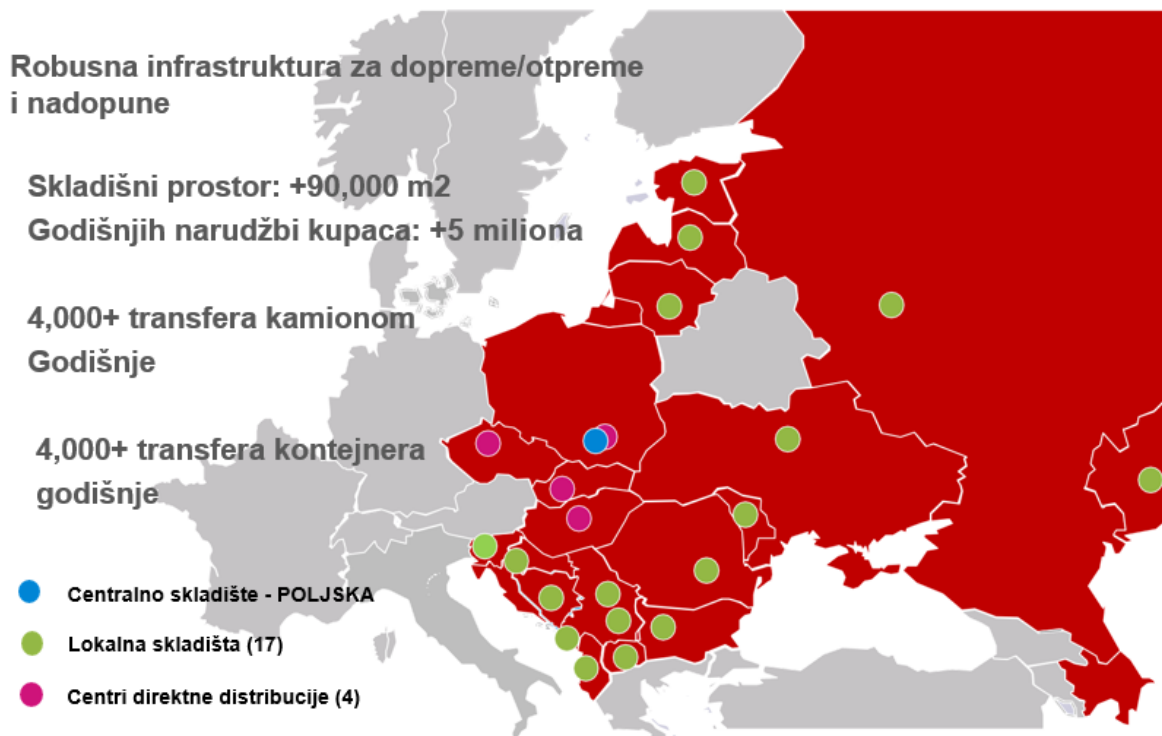 Robusna infrastruktura za dopreme/otpreme
i nadopune
Skladišni prostor: +90,000 m2
Godišnjih narudžbi kupaca: +5 miliona
4,000+ transfera kamionom
Godišnje
4,000+ transfera kontejnera
godišnje
Centralno skladište - POLJSKA
Lokalna skladišta (17)
Centri direktne distribucije (4)